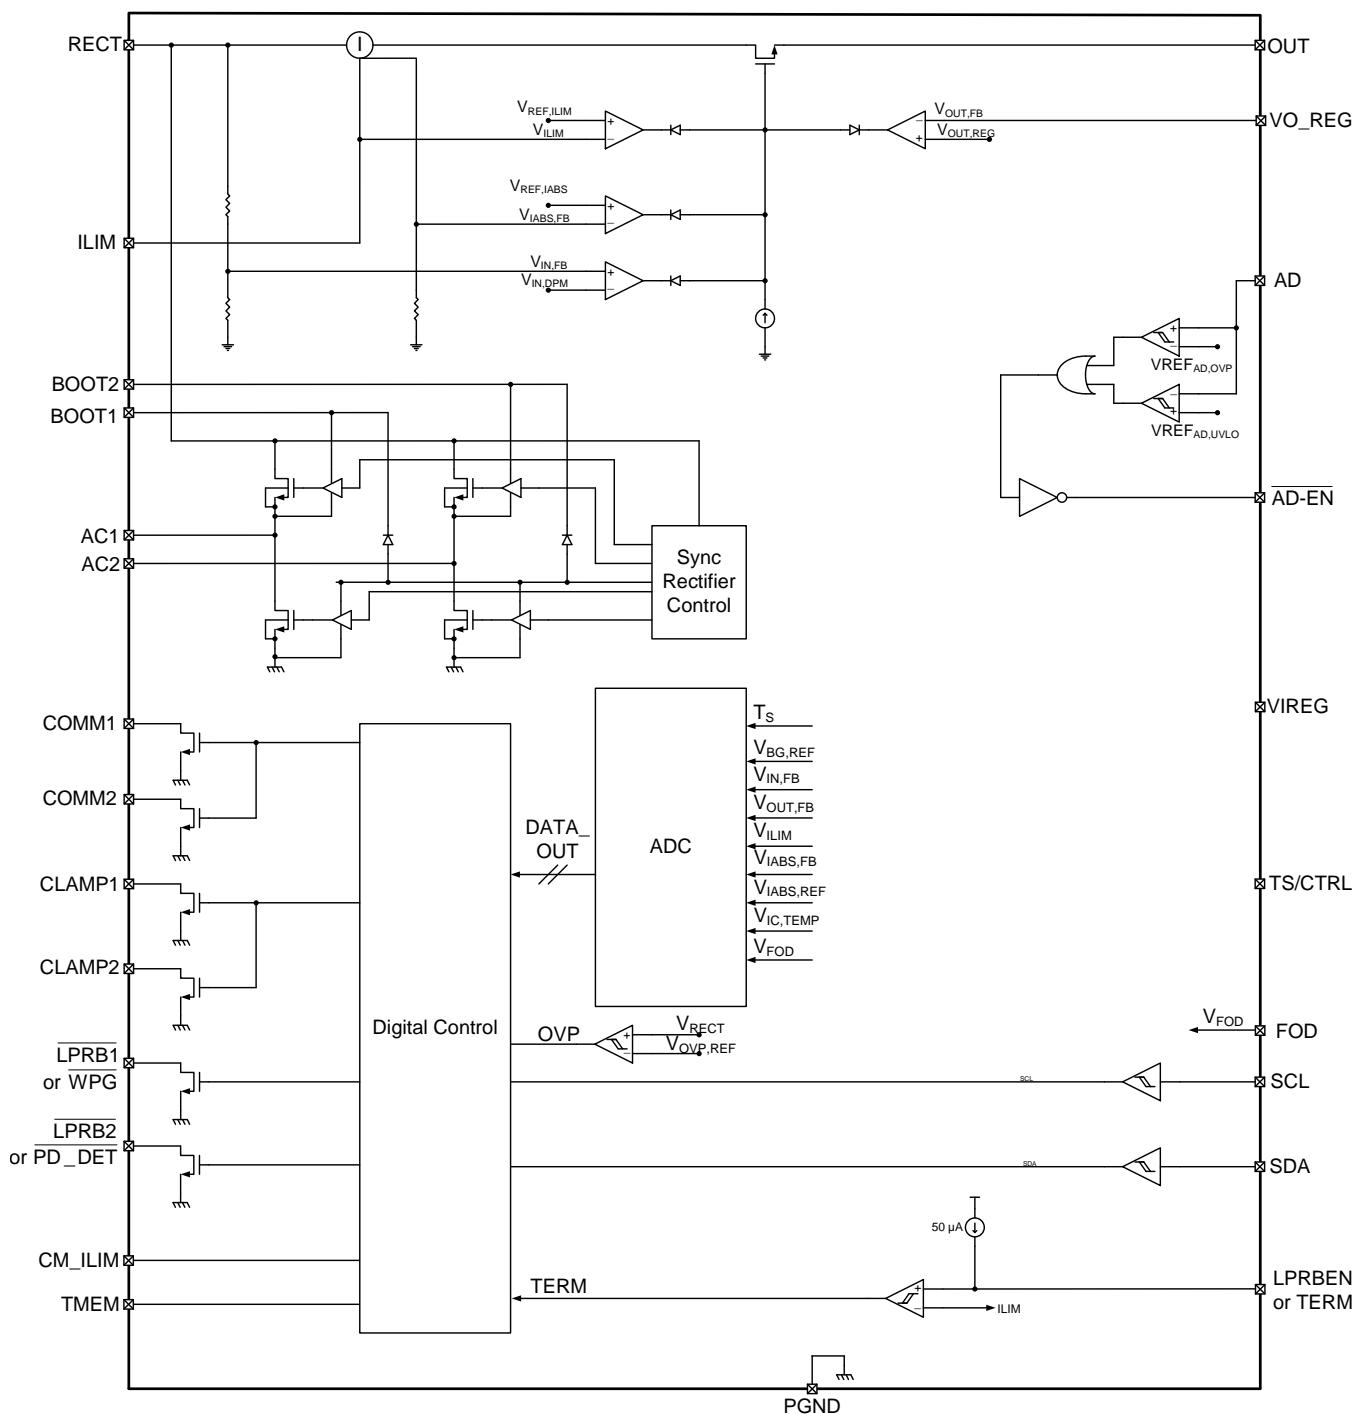 RECT
I
OUT
VREF,ILIM
VILIM
VOUT,FB
VOUT,REG
VO_REG
VREF,IABS
VIABS,FB
ILIM
VIN,FB
VIN,DPM
AD
VREFAD,OVP
VREFAD,UVLO
BOOT2
BOOT1
AD-EN
AC1
AC2
Sync
Rectifier
Control
COMM1
COMM2
CLAMP1
CLAMP2
LPRB1
or WPG
LPRB2
or PD_DET
CM_ILIM
TMEM
Digital Control
DATA_
OUT
ADC
TS
VBG,REF
VIN,FB
VOUT,FB
VILIM
VIABS,FB
VIABS,REF
VIC,TEMP
VFOD
OVP
VRECT
VOVP,REF
VIREG
TS/CTRL
VFOD
FOD
SCL
SCL
SDA
SDA
50 µA
TERM
ILIM
LPRBEN
or TERM
PGND